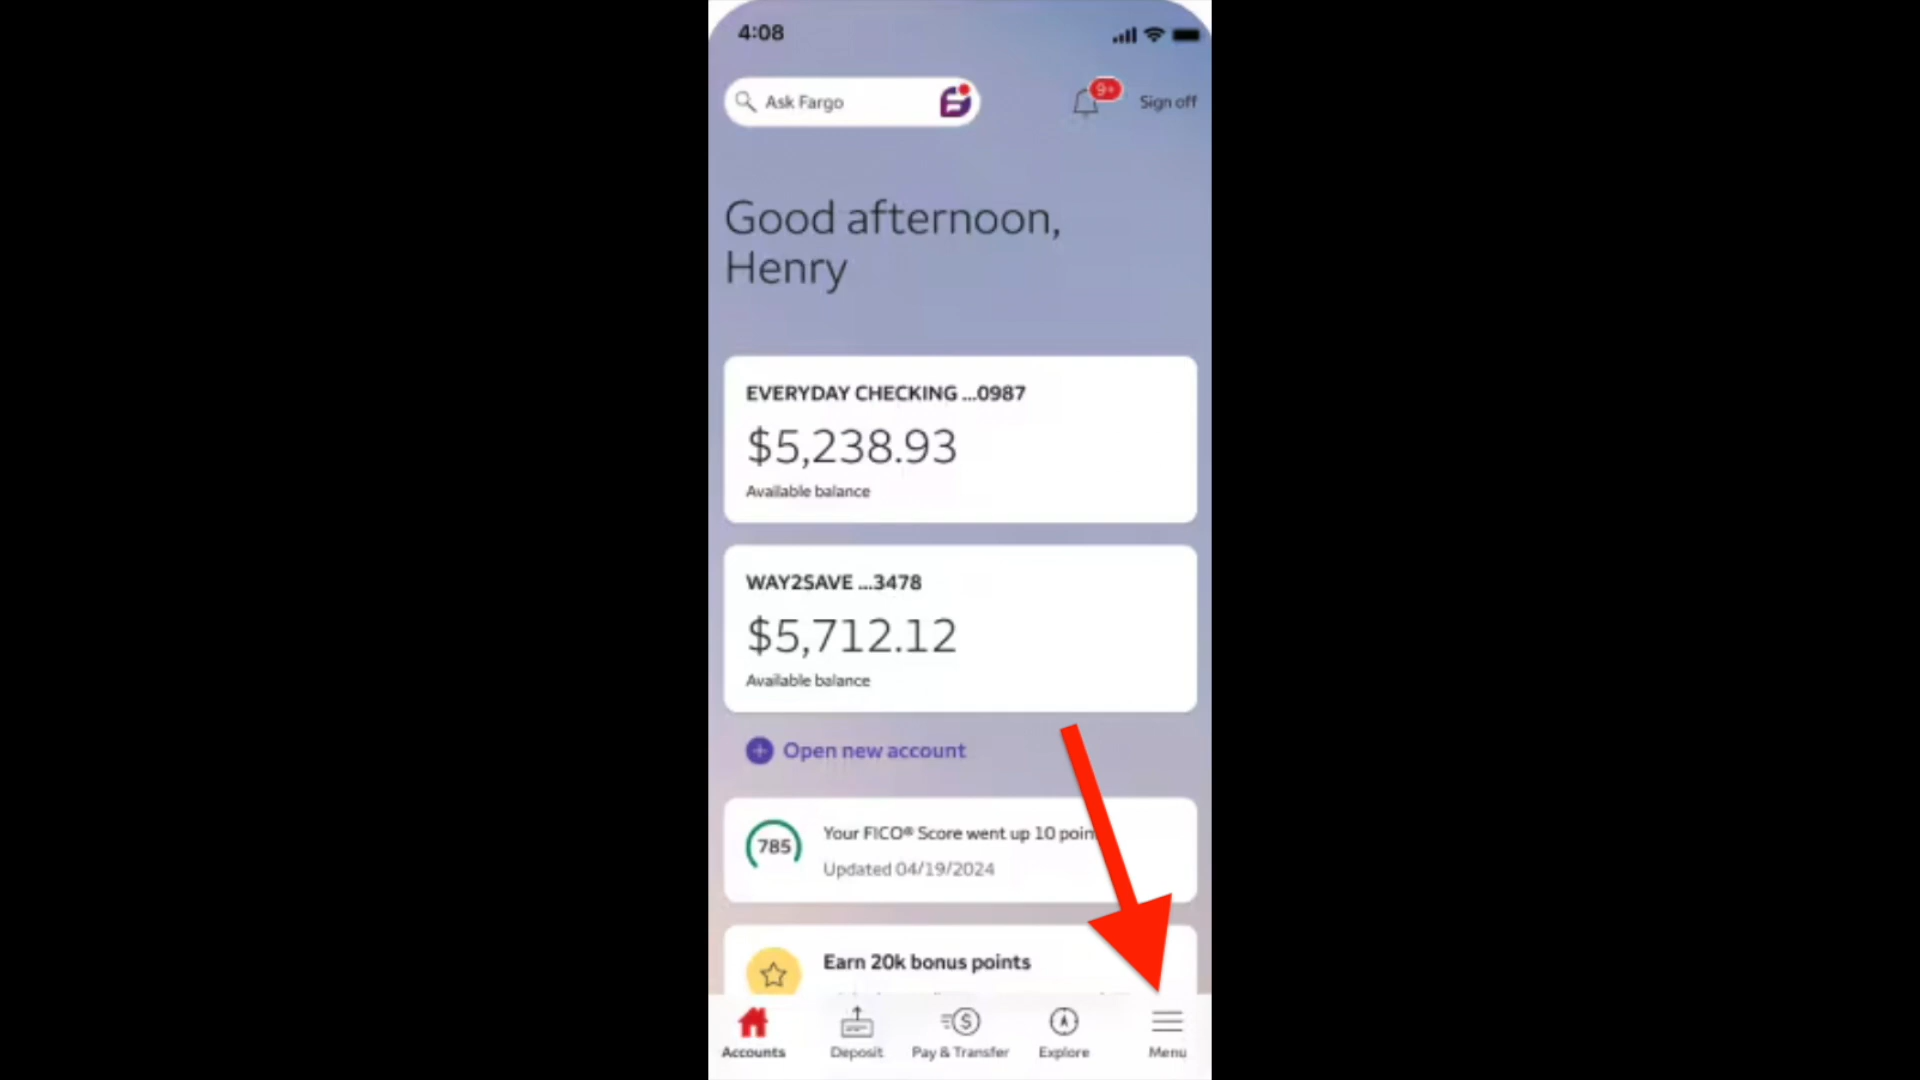 4:08
Ask Fargo
9+
Sign off
Good afternoon,
Henry
EVERYDAY CHECKING ...0987
$5,238.93
Available balance
WAY2SAVE ...3478
$5,712.12
Available balance
Open new account
785
Your FICO® Score went up 10
Updated 04/19/2024
Earn 20k bonus points
Accounts
Deposit
Pay & Transfer
Explore
Menu